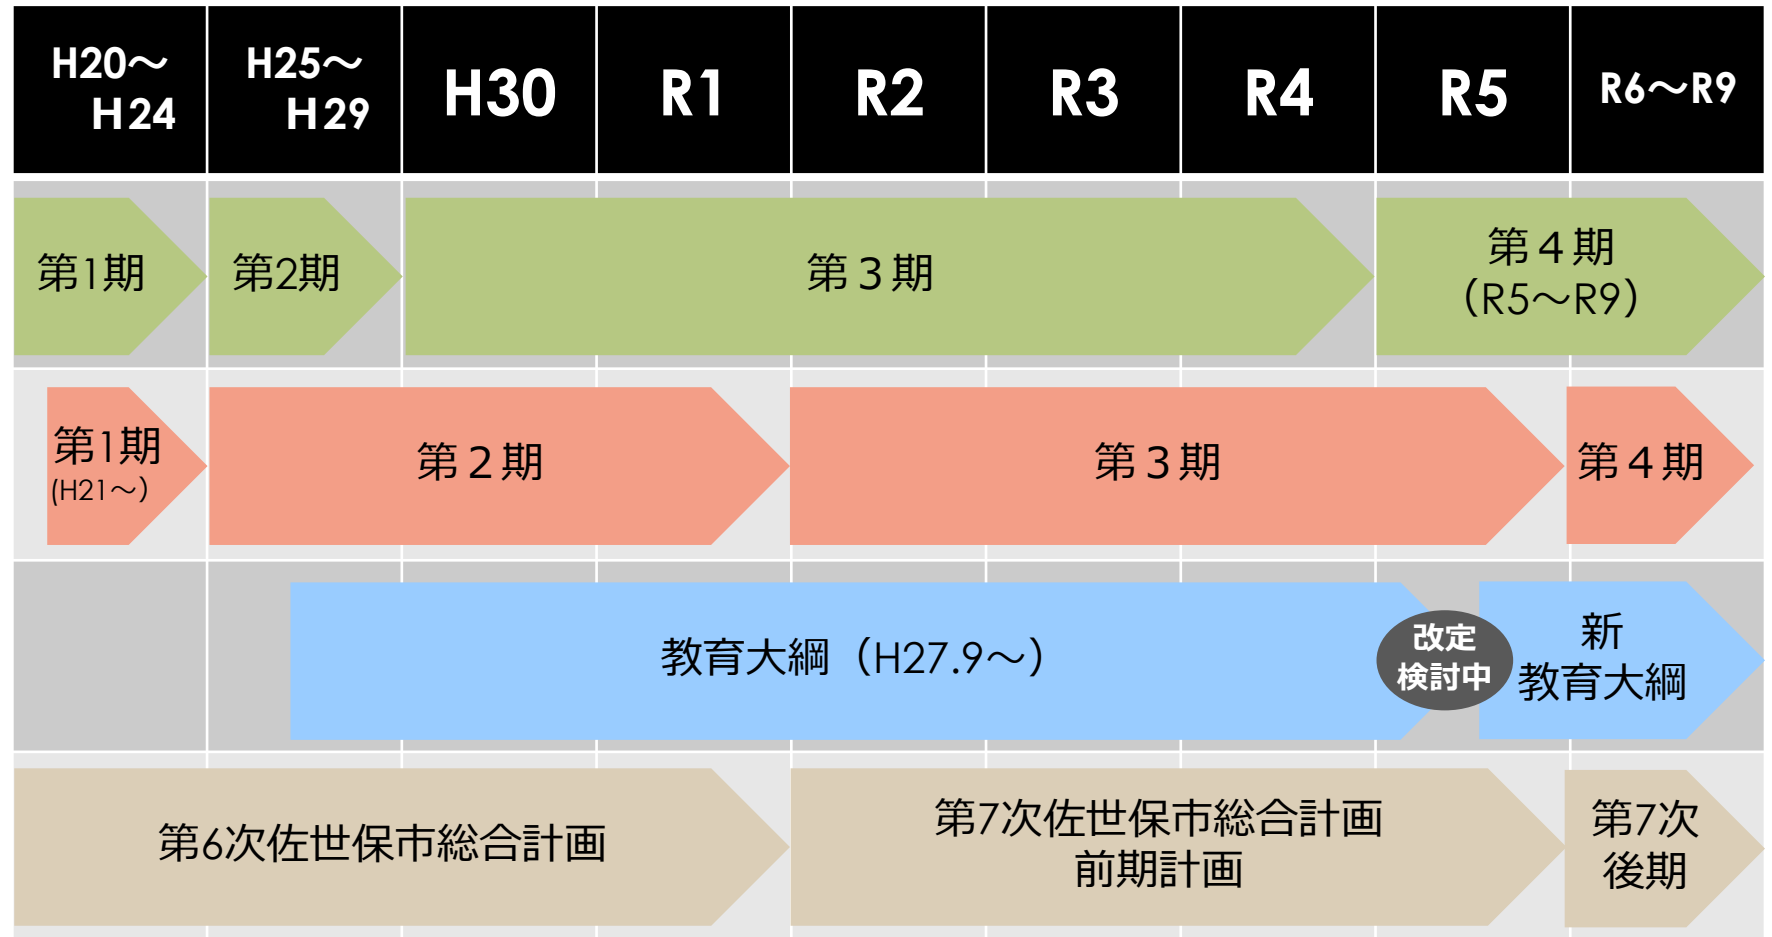 H20～
H24
H25～
H29
H30
R1
R2
R3
R4
R5
R6～R9
第1期
第2期
第３期
第４期
（R5～R9）
第1期
(H21～）
第２期
第３期
第４期
教育大綱（H27.9～）
改定
検討中
新
教育大綱
第6次佐世保市総合計画
第7次佐世保市総合計画
前期計画
第7次
後期